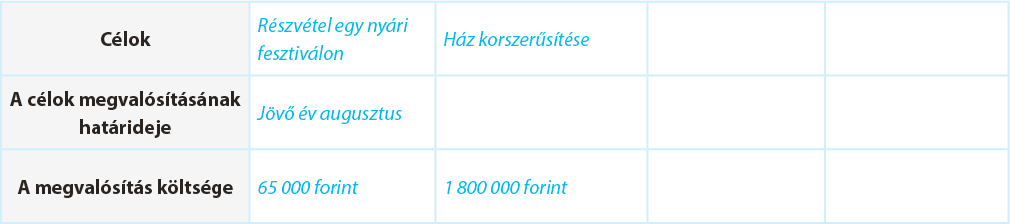 Célok
Részvétel egy nyári
fesztiválon
Ház korszerűsítése
A célok megvalósításának
határideje
Jövő év augusztus
A megvalósítás költsége
65 000 forint
1 800 000 forint